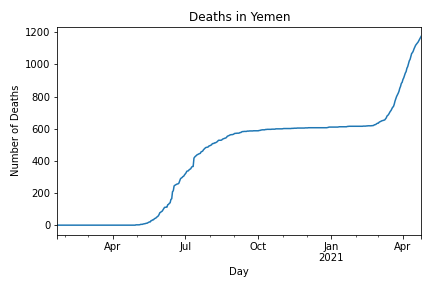 Deaths in Yemen
1200
1000
800
600
400
200
0
Number of Deaths
Apr
Jul
Oct
Jan
2021
Apr
Day